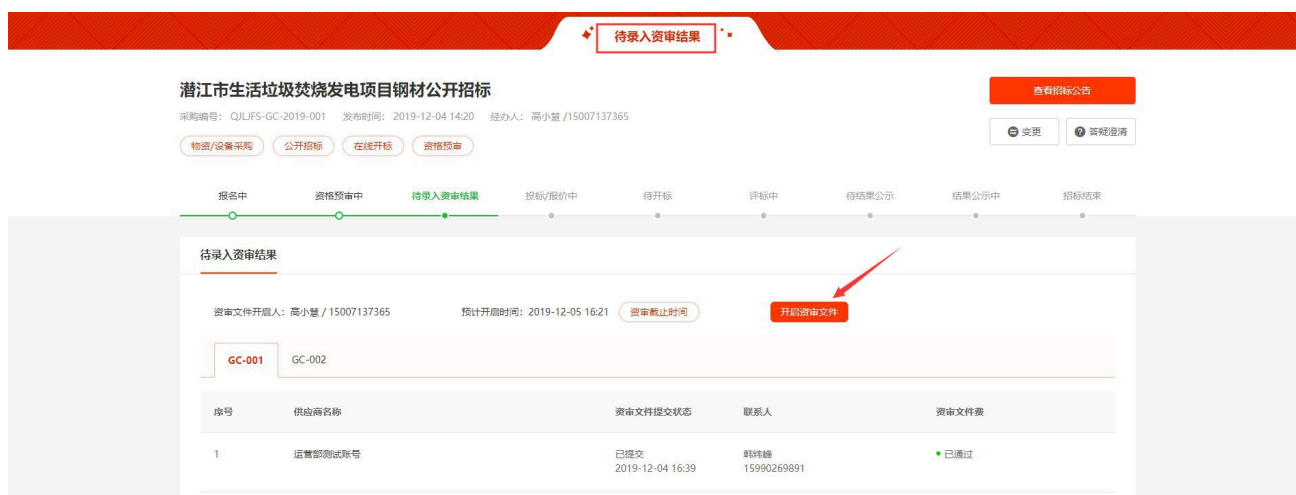 待录入资审结果
潜江市生活垃圾焚烧发电项目钢材公开招标
查看招标公告
采购编号: QJLJFS-GC-2019-001 发布时间: 2019-12-04 14:20 经办人: 高小慧 /15007137365
变更 答疑澄清
物资/设备采购 公开招标 在线开标 资格预审
报名中 资格预审中 待录入资审结果 投标/报价中 待开标 评标中 待结果公示 结果公示中 招标结束
待录入资审结果
资审文件开启人: 高小慧 / 15007137365 预计开启时间: 2019-12-05 16:21 资审截止时间 开启资审文件
GC-001 GC-002
序号 供应商名称 资审文件提交状态 联系人 资审文件费
1 运营部测试账号 已提交 韩炜峰 已通过
2019-12-04 16:39 15990269891